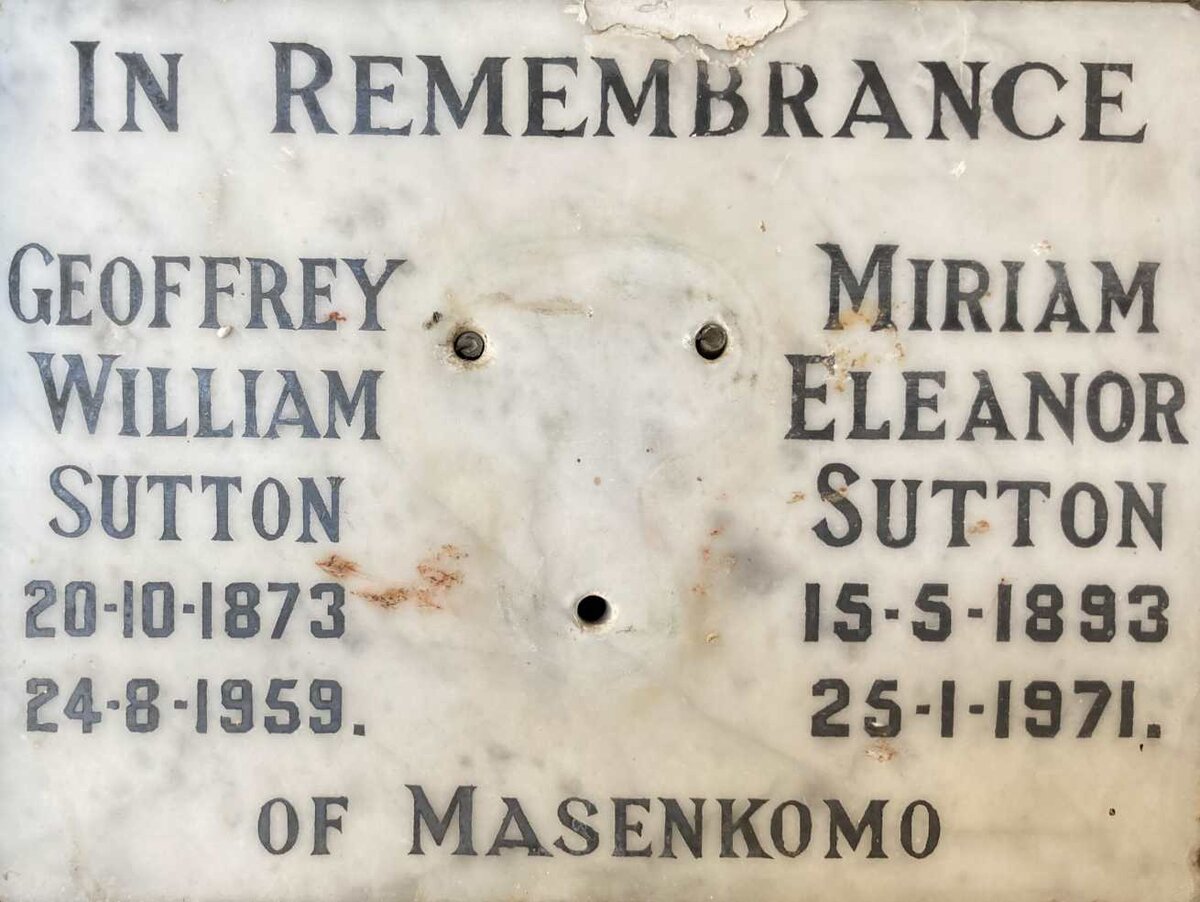 IN REMEMBRANCE
GEOFFREY
WILLIAM
SUTTON
20-10-1873
24-8-1959.
MIRIAM
ELEANOR
SUTTON
15-5-1893
25-1-1971.
OF MASENKOMO